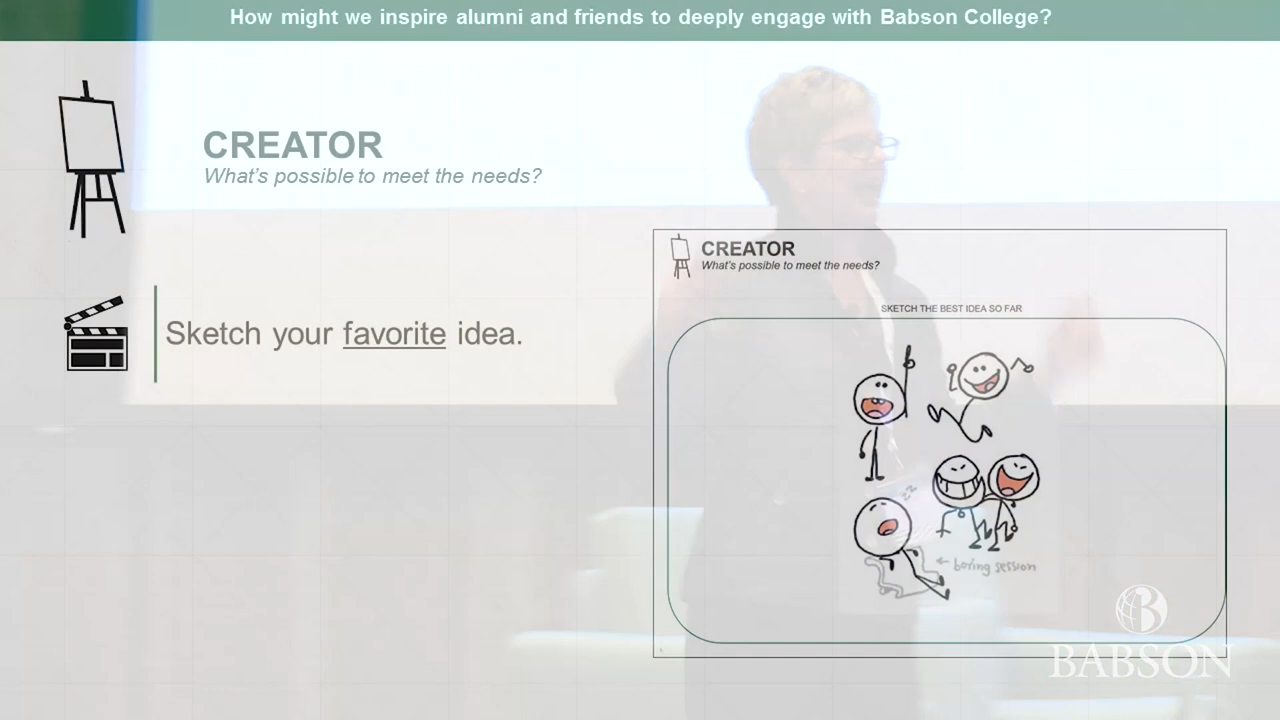 How might we inspire alumni and friends to deeply engage with Babson College?
CREATOR
What's possible to meet the needs?
Sketch your favorite idea.
CREATOR
What's possible to meet the needs?
SKETCH THE BEST IDEA SO FAR
zz
← boring session
B
BABSON